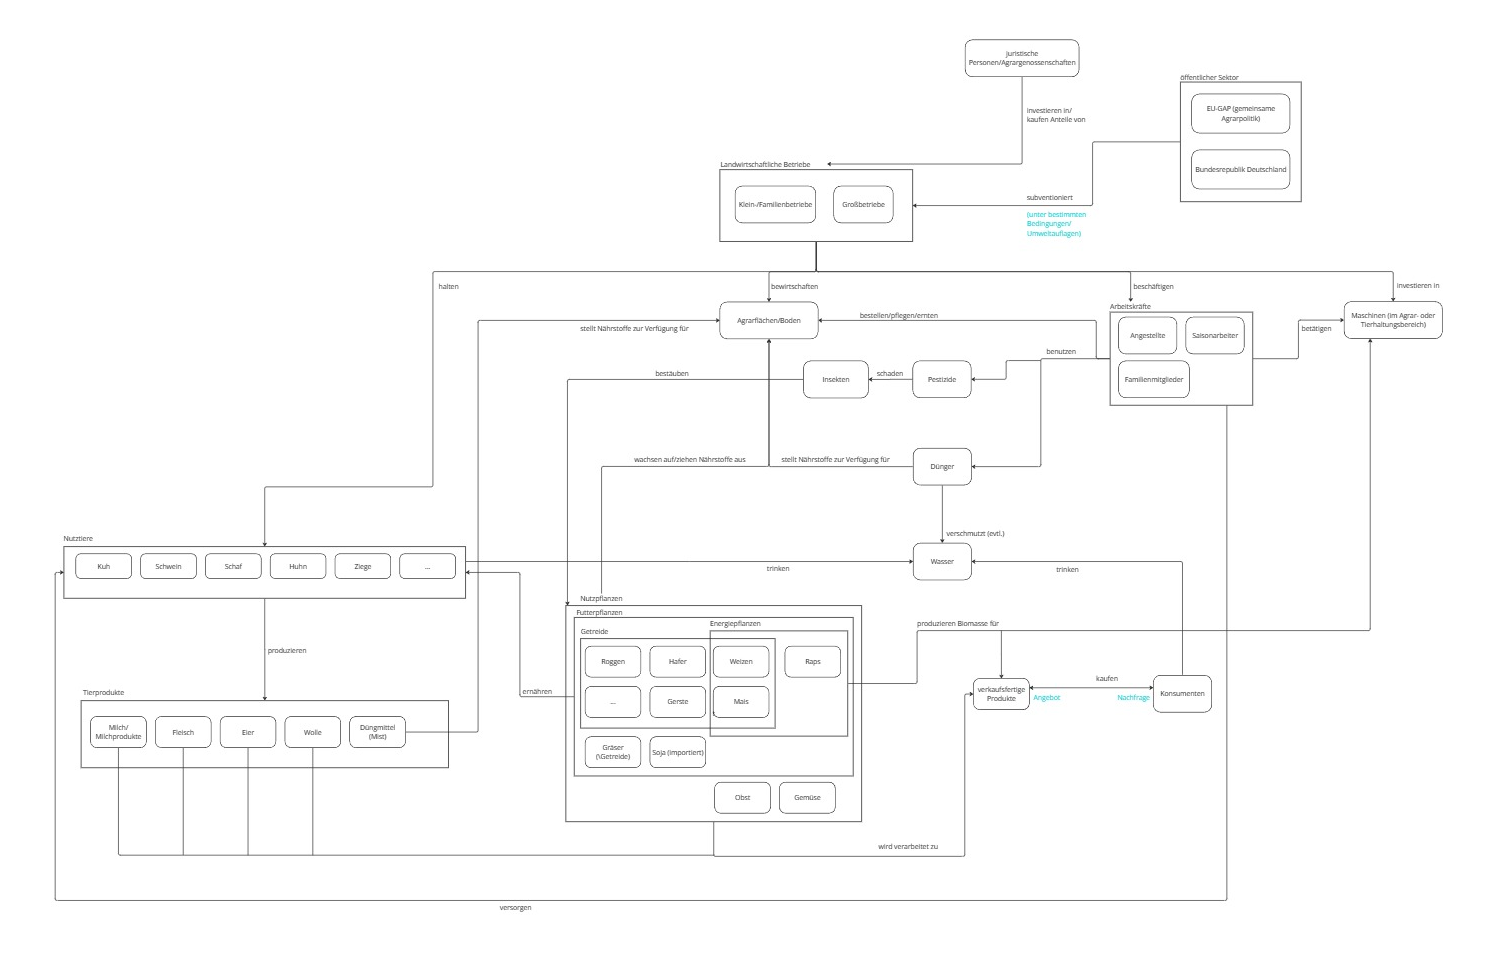 juristische
Personen/Agrargenossenschaften
öffentlicher Sektor
EU-GAP (gemeinsame
Agrarpolitik)
investieren in/
kaufen Anteile von
Landwirtschaftliche Betriebe
Bundesrepublik Deutschland
Klein-/Familienbetriebe
Großbetriebe
subventioniert
(unter bestimmten
Bedingungen/
Umweltauflagen)
halten
bewirtschaften
beschäftigen
investieren in
Arbeitskräfte
Agrarflächen/Boden
bestellen/pflegen/ernten
stellt Nährstoffe zur Verfügung für
Angestellte
Saisonarbeiter
betätigen
Maschinen (im Agrar- oder
Tierhaltungsbereich)
benutzen
bestäuben
Insekten
schaden
Pestizide
Familienmitglieder
wachsen auf/ziehen Nährstoffe aus
stellt Nährstoffe zur Verfügung für
Dünger
verschmutzt (evtl.)
Nutztiere
Kuh
Schwein
Schaf
Huhn
Ziege
...
trinken
Wasser
trinken
Nutzpflanzen
Futterpflanzen
Energiepflanzen
Getreide
produzieren Biomasse für
Roggen
Hafer
Weizen
Raps
produzieren
ernähren
...
Gerste
Mais
kaufen
verkaufsfertige
Produkte
Angebot
Nachfrage
Konsumenten
Tierprodukte
Milch/
Milchprodukte
Fleisch
Eier
Wolle
Düngmittel
(Mist)
Gräser
(\Getreide)
Soja (importiert)
Obst
Gemüse
wird verarbeitet zu
versorgen